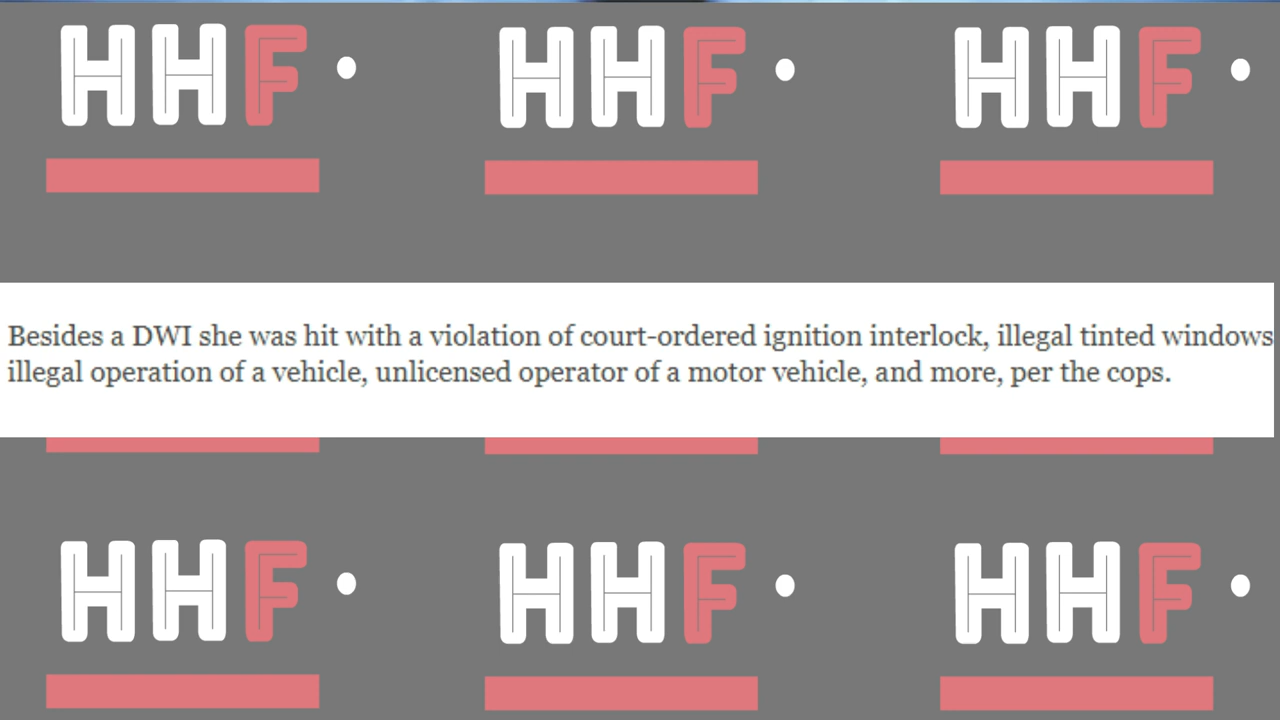 HHF. HHF. HHF.
Besides a DWI she was hit with a violation of court-ordered ignition interlock, illegal tinted windows
illegal operation of a vehicle, unlicensed operator of a motor vehicle, and more, per the cops.
HHF. HHF. HHF.